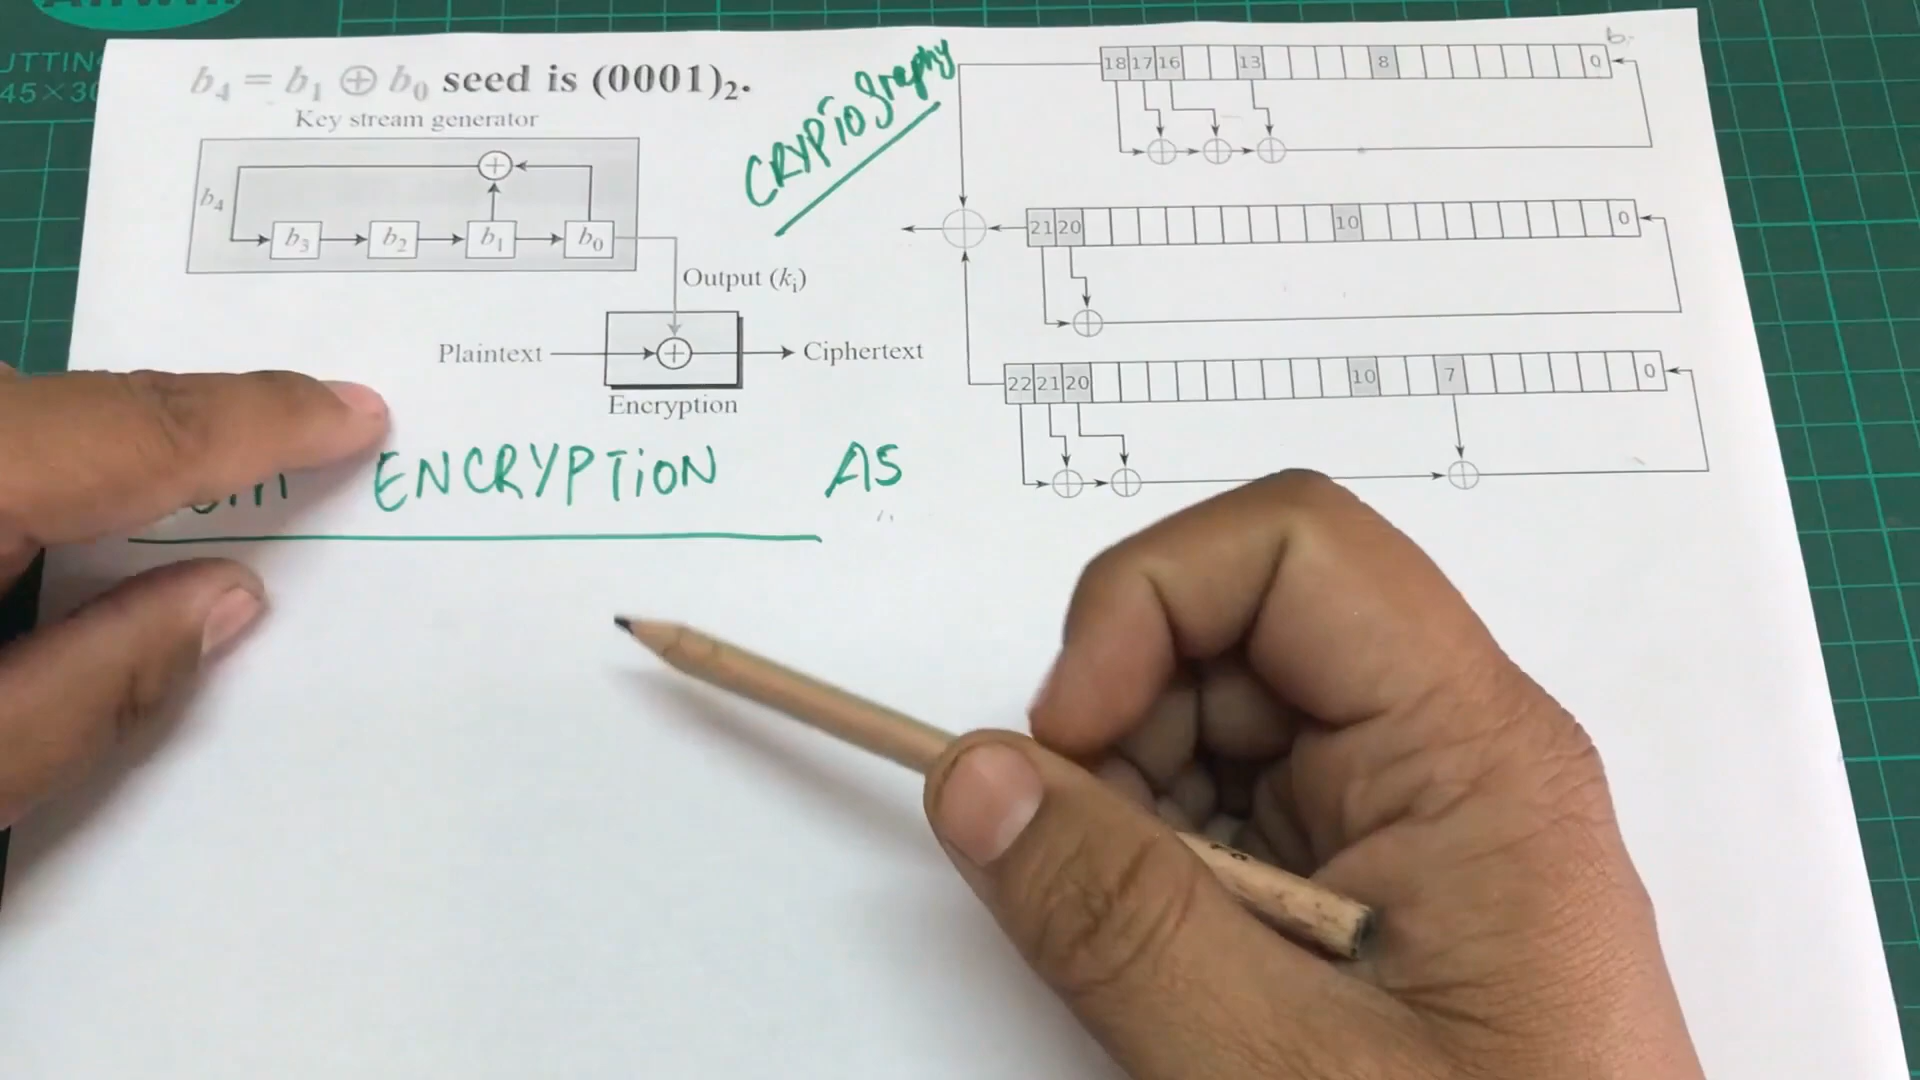 45×30
b₄ = b₁ ⊕ b₀ seed is (0001)₂.
Key stream generator
b₄
b₃ b₂ b₁ b₀
Output (kᵢ)
Plaintext
Ciphertext
Encryption
CRYPTOGraphy
ENCRYPTION AS
18 17 16 13 8 0
21 20 10 0
22 21 20 10 7 0